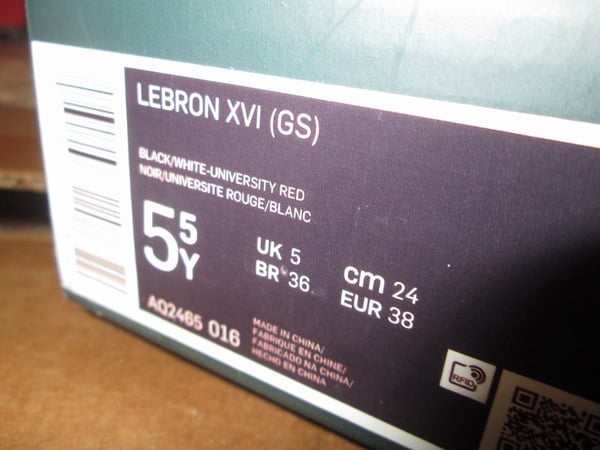 LEBRON XVI (GS)
BLACK/WHITE-UNIVERSITY RED
NOIR/UNIVERSITE ROUGE/BLANC
5 5 Y
UK 5
BR 36
cm 24
EUR 38
AQ2465 016
MADE IN CHINA/
FABRIQUE EN CHINE/
FABRICADO NA CHINA/
HECHO EN CHINA
RFID